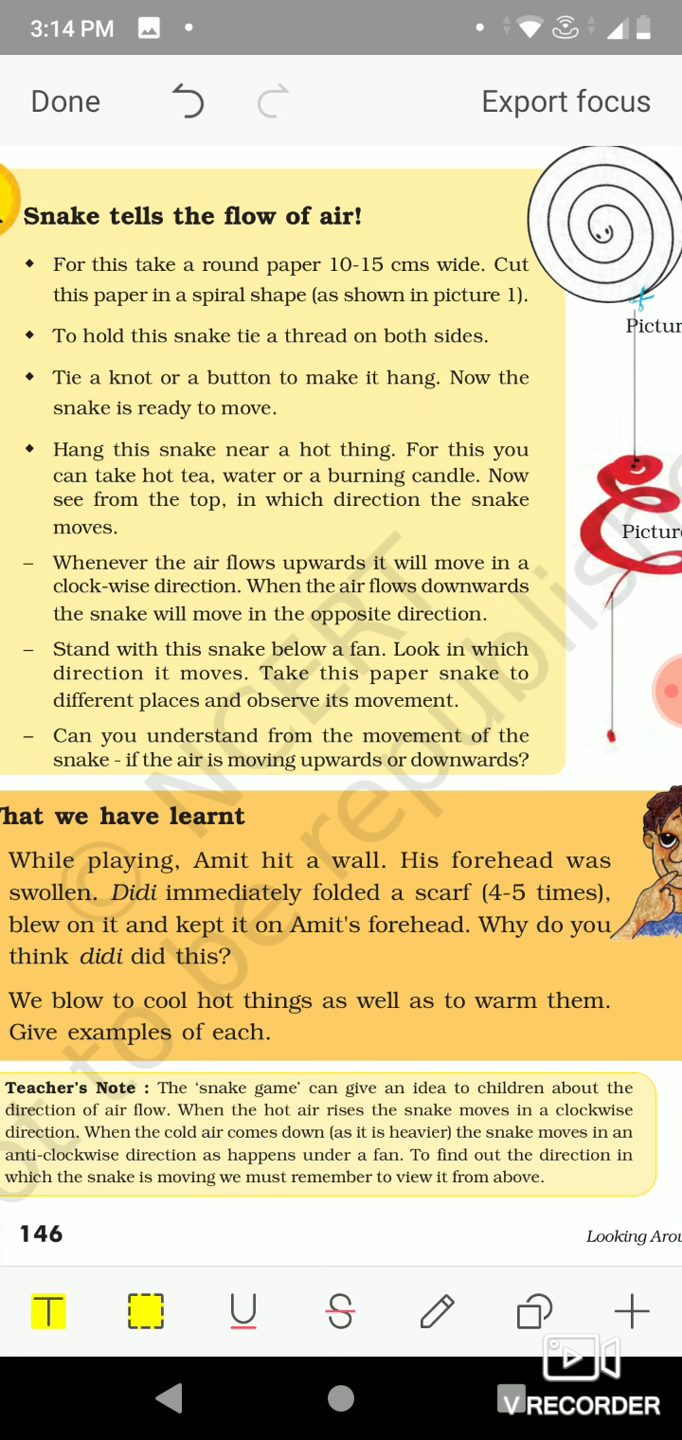 3:14 PM
Done
Export focus
Snake tells the flow of air!
◆ For this take a round paper 10-15 cms wide. Cut
this paper in a spiral shape (as shown in picture 1).
◆ To hold this snake tie a thread on both sides.
◆ Tie a knot or a button to make it hang. Now the
snake is ready to move.
◆ Hang this snake near a hot thing. For this you
can take hot tea, water or a burning candle. Now
see from the top, in which direction the snake
moves.
– Whenever the air flows upwards it will move in a
clock-wise direction. When the air flows downwards
the snake will move in the opposite direction.
– Stand with this snake below a fan. Look in which
direction it moves. Take this paper snake to
different places and observe its movement.
– Can you understand from the movement of the
snake - if the air is moving upwards or downwards?
Pictur
Picture
hat we have learnt
While playing, Amit hit a wall. His forehead was
swollen. Didi immediately folded a scarf (4-5 times),
blew on it and kept it on Amit's forehead. Why do you
think didi did this?
We blow to cool hot things as well as to warm them.
Give examples of each.
Teacher's Note : The ‘snake game’ can give an idea to children about the
direction of air flow. When the hot air rises the snake moves in a clockwise
direction. When the cold air comes down (as it is heavier) the snake moves in an
anti-clockwise direction as happens under a fan. To find out the direction in
which the snake is moving we must remember to view it from above.
© NCERT
not to be republishe
146
Looking Arou
T
U
S
V RECORDER